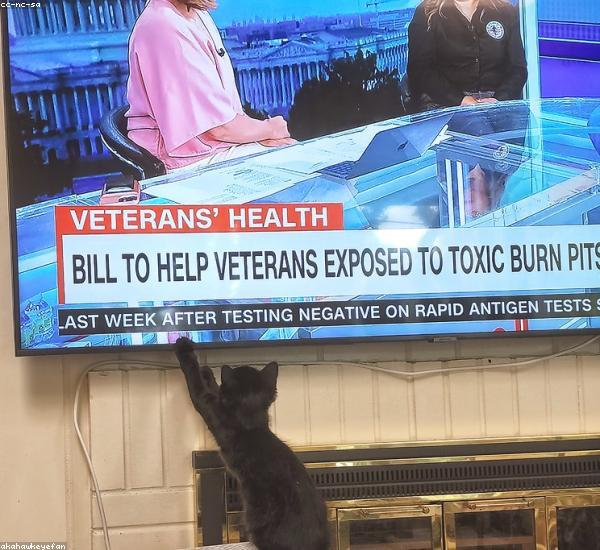 cc-nc-sa
VETERANS' HEALTH
BILL TO HELP VETERANS EXPOSED TO TOXIC BURN PITS
LAST WEEK AFTER TESTING NEGATIVE ON RAPID ANTIGEN TESTS S
akahawkeyefan